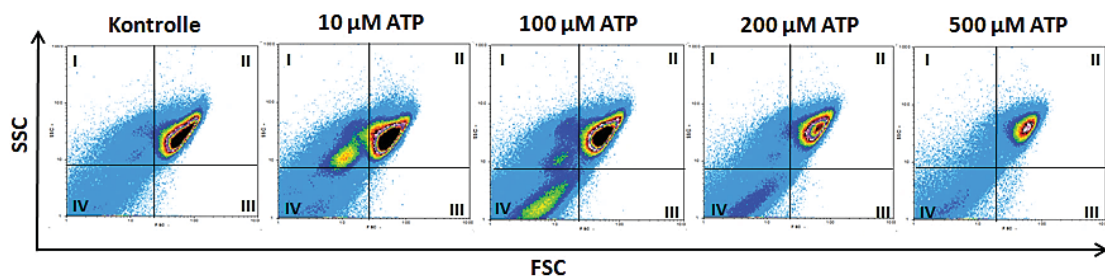 Kontrolle
10 µM ATP
100 µM ATP
200 µM ATP
500 µM ATP
SSC
I II
IV III
I II
IV III
I II
IV III
I II
IV III
I II
IV III
FSC